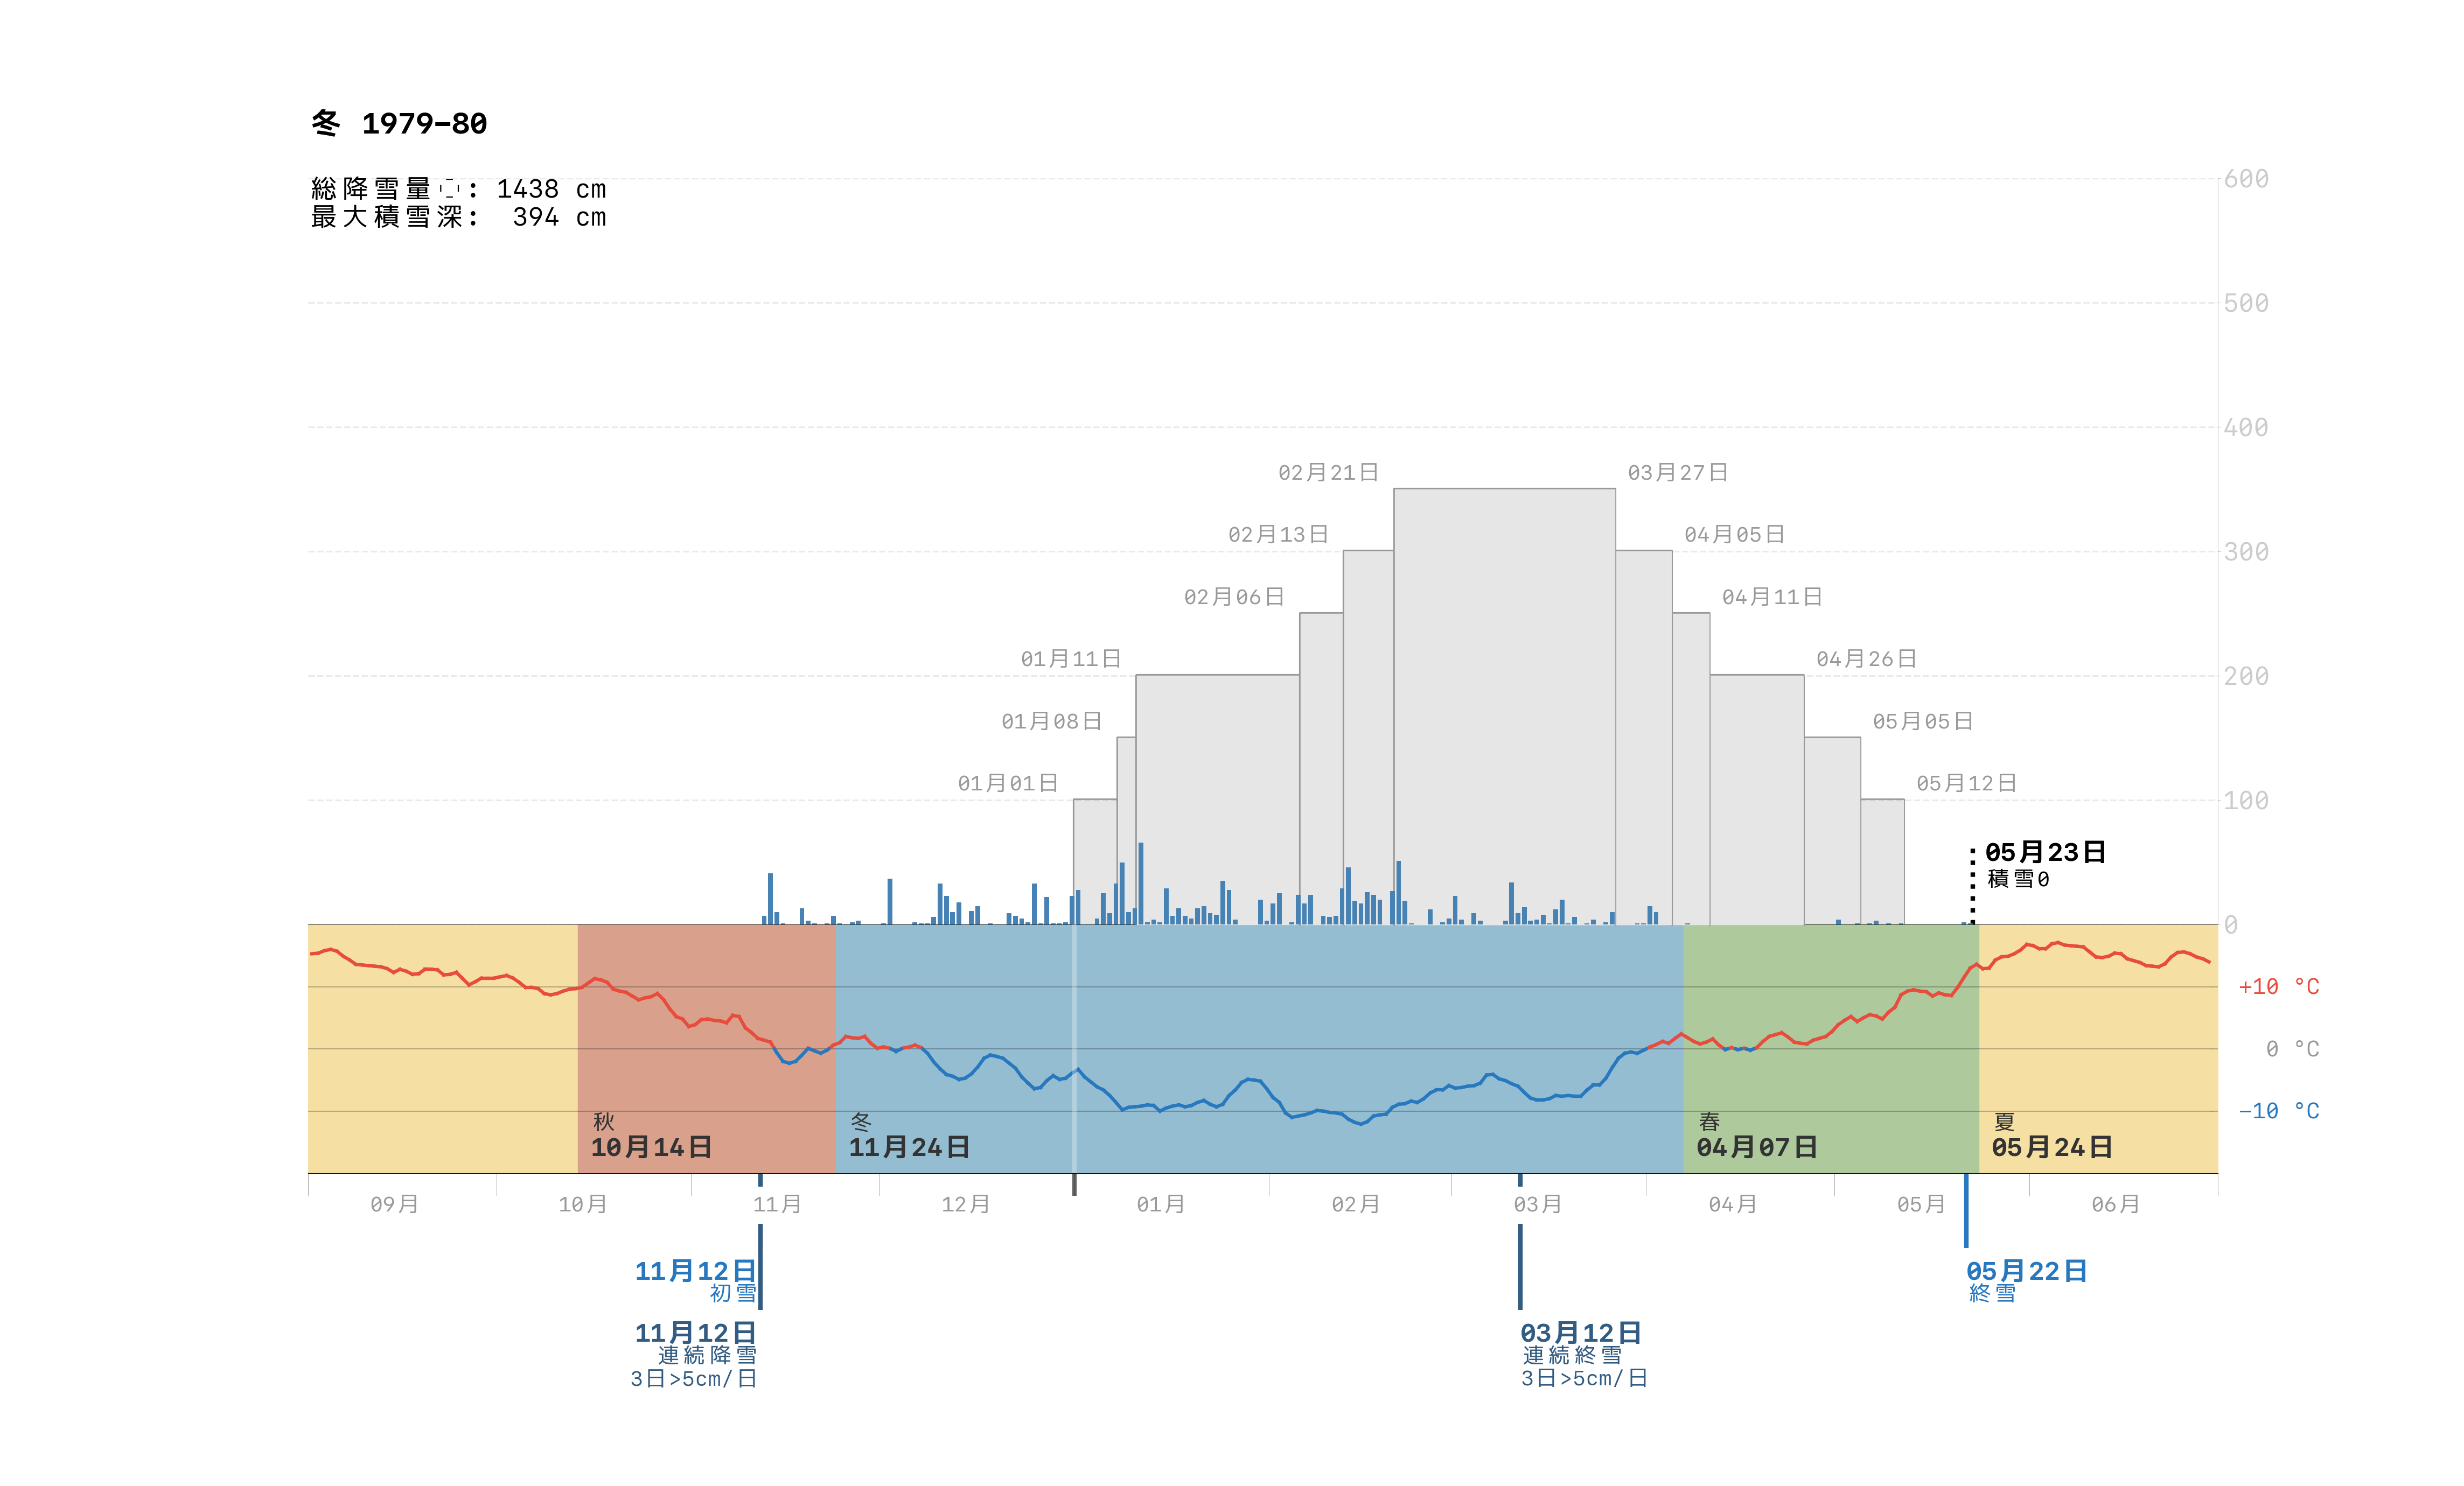 冬 1979–80
総降雪量: 1438 cm
最大積雪深: 394 cm
600
500
400
300
200
100
0
02月21日
03月27日
02月13日
04月05日
02月06日
04月11日
01月11日
04月26日
01月08日
05月05日
01月01日
05月12日
05月23日
積雪0
+10 °C
0 °C
−10 °C
秋
10月14日
冬
11月24日
春
04月07日
夏
05月24日
09月
10月
11月
12月
01月
02月
03月
04月
05月
06月
11月12日
初雪
11月12日
連続降雪
3日>5cm/日
03月12日
連続終雪
3日>5cm/日
05月22日
終雪